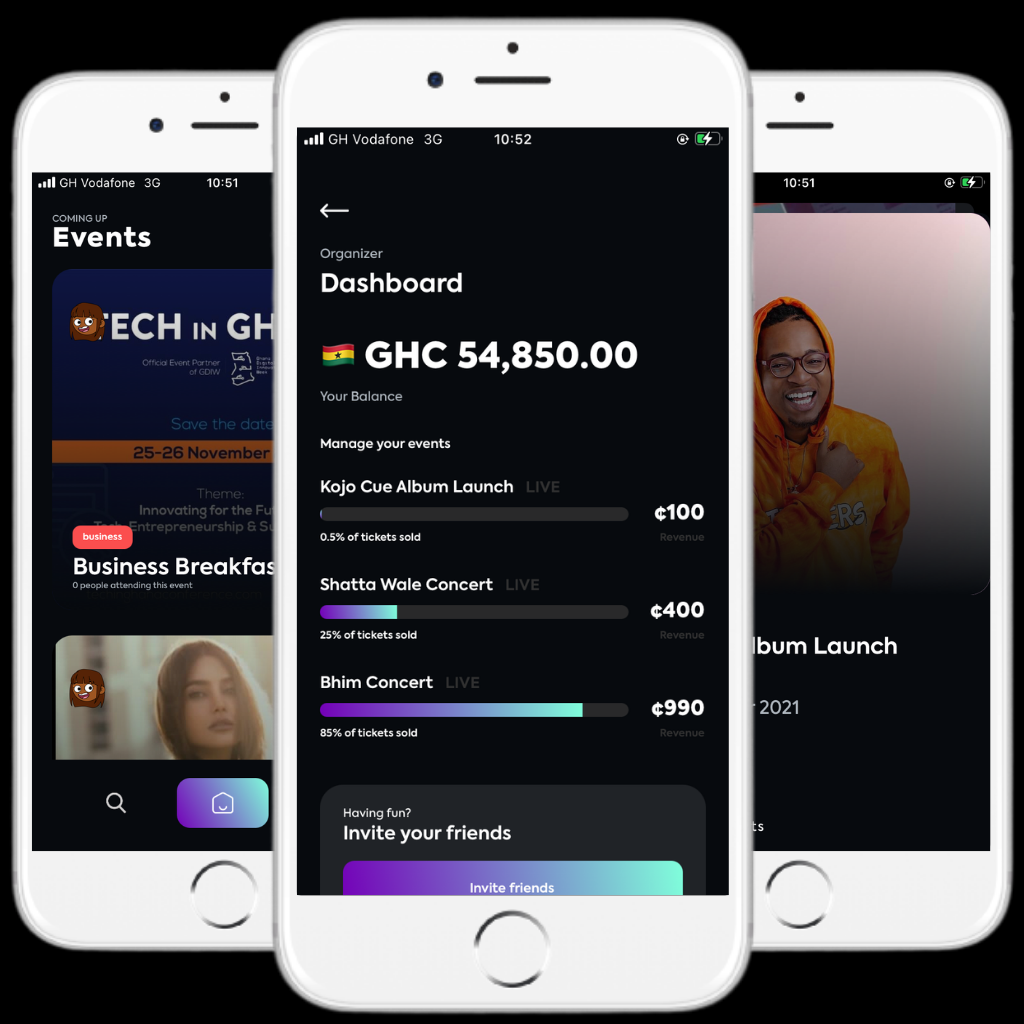 GH Vodafone 3G 10:51
COMING UP
Events
TECH IN GH
Official Event Partner
of GDIW
Save the date
25-26 November
Theme:
Innovating for the Fu
Tech, Entrepreneurship & Su
business
Business Breakfas
0 people attending this event
GH Vodafone 3G 10:52
Organizer
Dashboard
GHC 54,850.00
Your Balance
Manage your events
Kojo Cue Album Launch LIVE
¢100
0.5% of tickets sold Revenue
Shatta Wale Concert LIVE
¢400
25% of tickets sold Revenue
Bhim Concert LIVE
¢990
85% of tickets sold Revenue
Having fun?
Invite your friends
Invite friends
10:51
ERS
lbum Launch
2021
ts